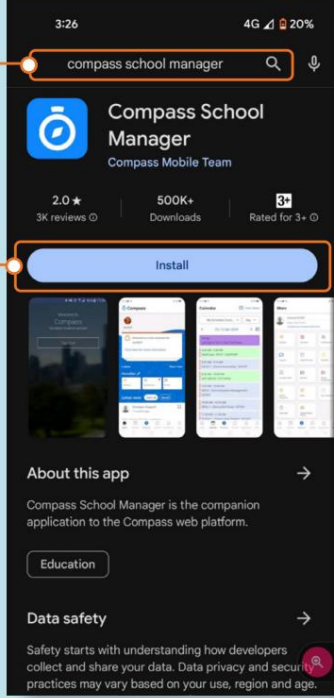 3:26 4G 20%
compass school manager
Compass School
Manager
Compass Mobile Team
2.0 ★ 500K+ 3+
3K reviews Downloads Rated for 3+
Install
Compass
Calendar
About this app
Compass School Manager is the companion
application to the Compass web platform.
Education
Data safety
Safety starts with understanding how developers
collect and share your data. Data privacy and security
practices may vary based on your use, region and age.